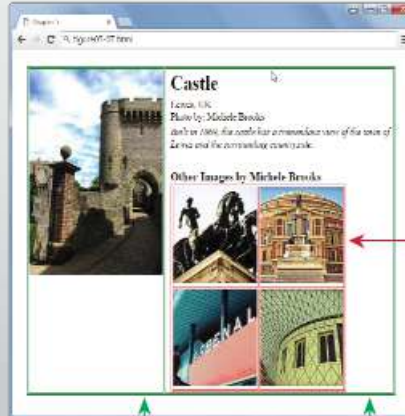 Castle
Lewes, UK
Photo by: Michele Brooks
Built in 1069, the castle has a tremendous view of the town of
Lewes and the surrounding countryside.
Other Images by Michele Brooks
ARSENAL